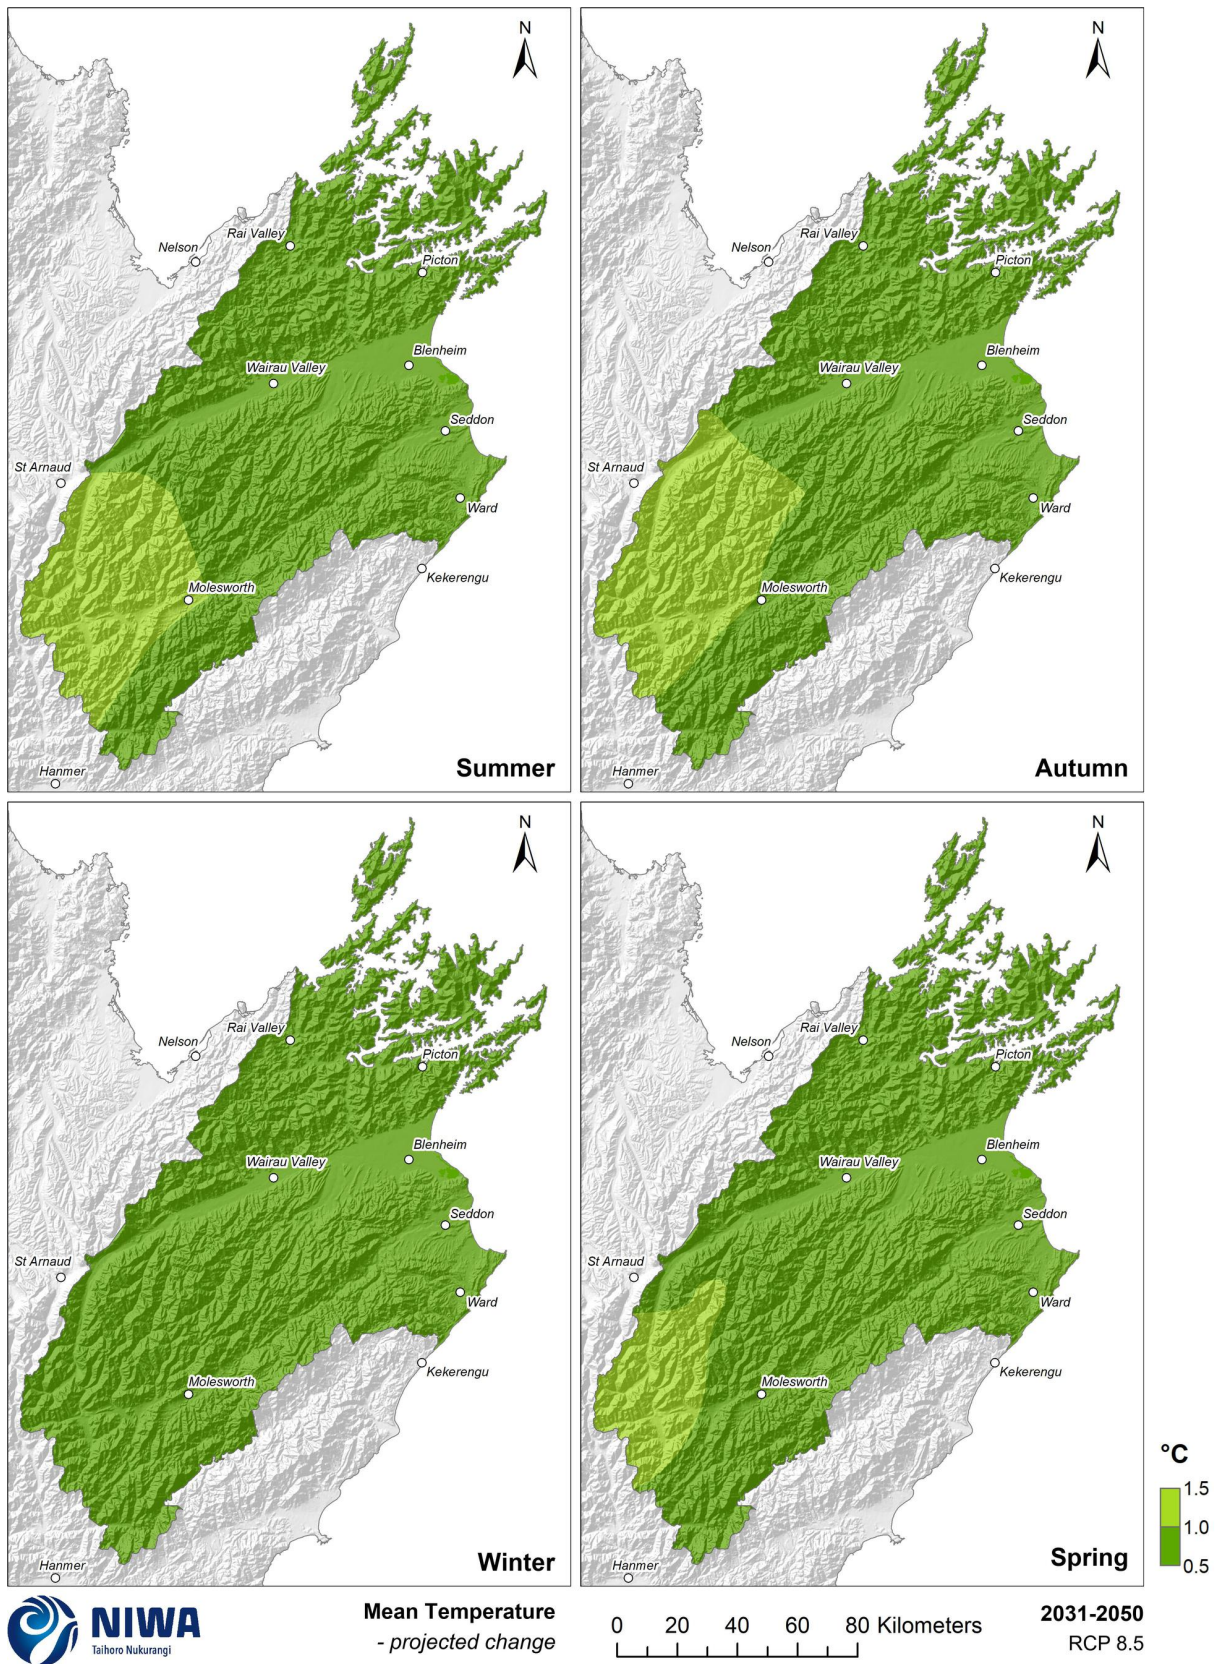 N
Rai Valley
Nelson
Picton
Blenheim
Wairau Valley
Seddon
St Arnaud
Ward
Kekerengu
Molesworth
Hanmer
Summer
N
Rai Valley
Nelson
Picton
Blenheim
Wairau Valley
Seddon
St Arnaud
Ward
Kekerengu
Molesworth
Hanmer
Autumn
N
Rai Valley
Nelson
Picton
Blenheim
Wairau Valley
Seddon
St Arnaud
Ward
Kekerengu
Molesworth
Hanmer
Winter
N
Rai Valley
Nelson
Picton
Blenheim
Wairau Valley
Seddon
St Arnaud
Ward
Kekerengu
Molesworth
Hanmer
Spring
°C
1.5
1.0
0.5
NIWA
Taihoro Nukurangi
Mean Temperature
- projected change
0 20 40 60 80 Kilometers
2031-2050
RCP 8.5